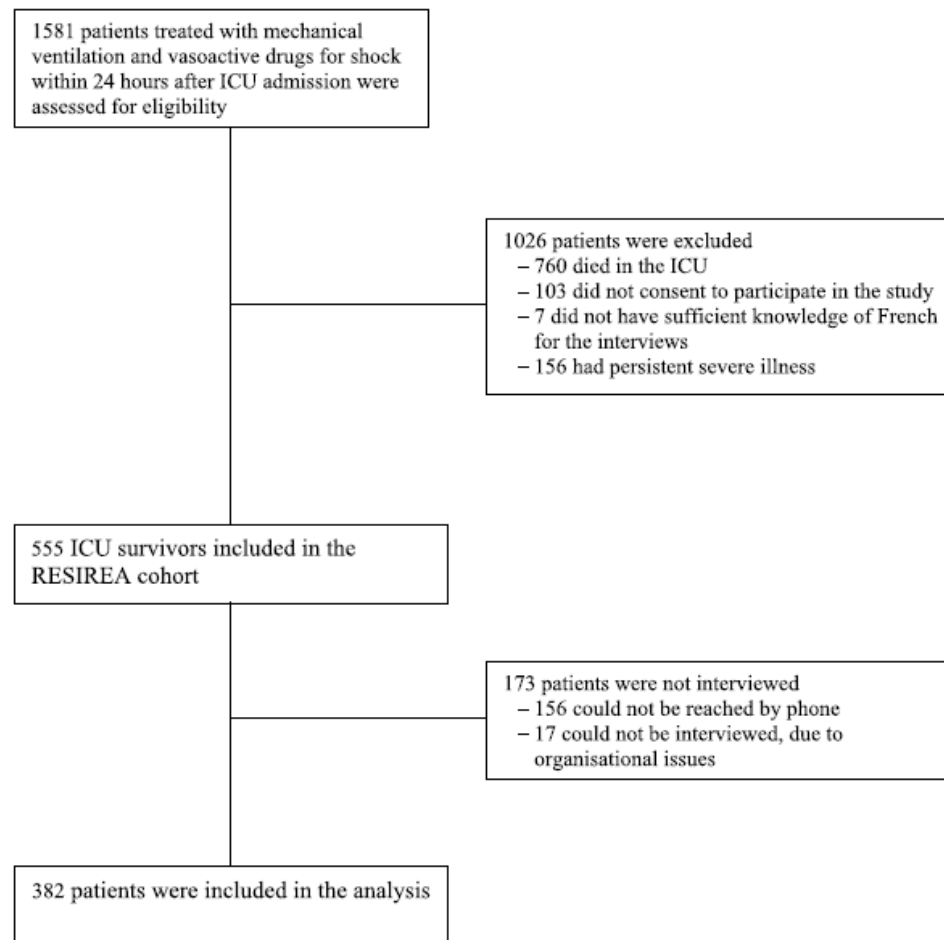 1581 patients treated with mechanical
ventilation and vasoactive drugs for shock
within 24 hours after ICU admission were
assessed for eligibility
1026 patients were excluded
– 760 died in the ICU
– 103 did not consent to participate in the study
– 7 did not have sufficient knowledge of French
for the interviews
– 156 had persistent severe illness
555 ICU survivors included in the
RESIREA cohort
173 patients were not interviewed
– 156 could not be reached by phone
– 17 could not be interviewed, due to
organisational issues
382 patients were included in the analysis